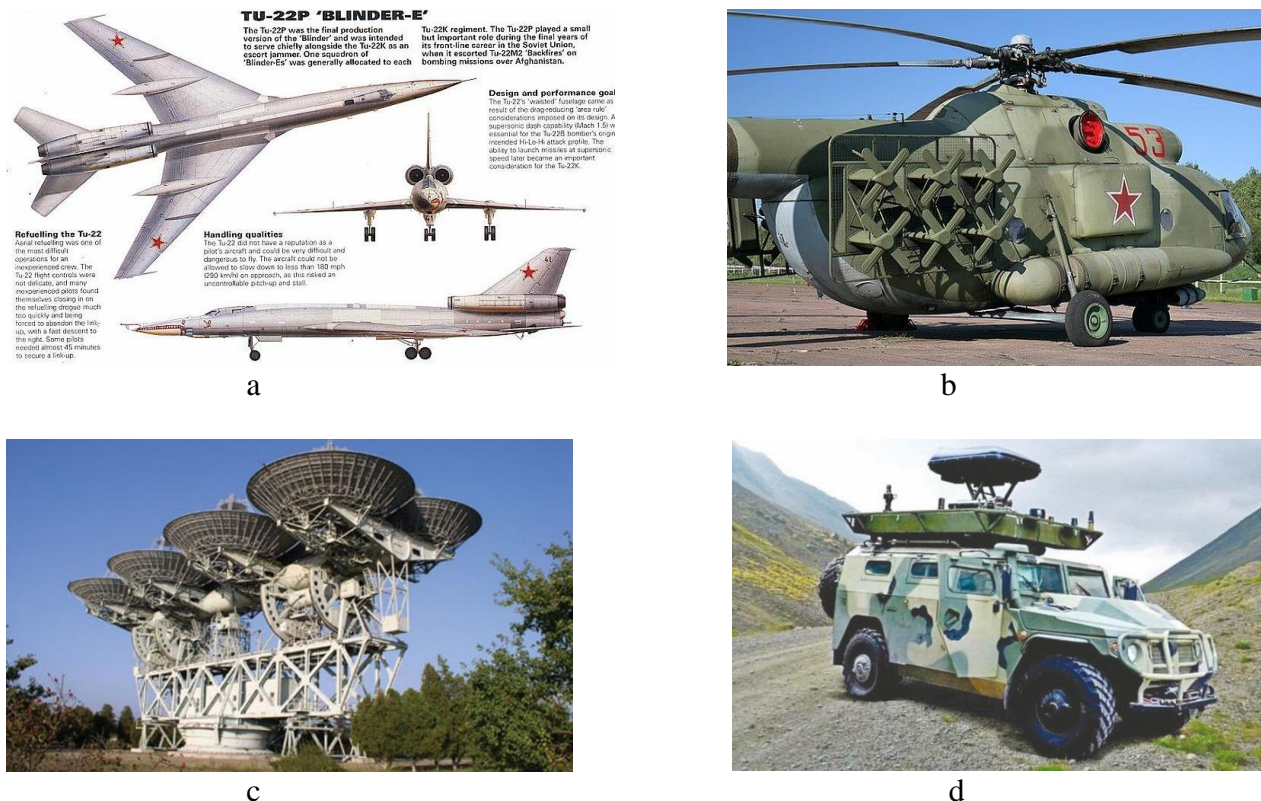 TU-22P 'BLINDER-E'
The Tu-22P was the final production
version of the 'Blinder' and was intended
to serve chiefly alongside the Tu-22K as an
escort jammer. One squadron of
'Blinder-Es' was generally allocated to each
Tu-22K regiment. The Tu-22P played a small
but important role during the final years of
its front-line career in the Soviet Union,
when it escorted Tu-22M2 'Backfires' on
bombing missions over Afghanistan.
Design and performance goal
The Tu-22's 'waisted' fuselage came as
result of the drag-reducing 'area rule'
considerations imposed on its design. A
supersonic dash capability (Mach 1.5) w
essential for the Tu-22B bomber's origin
intended Hi-Lo-Hi attack profile. The
ability to launch missiles at supersonic
speed later became an important
consideration for the Tu-22K.
Refuelling the Tu-22
Aerial refuelling was one of
the most difficult
operations for an
inexperienced crew. The
Tu-22 flight controls were
not delicate, and many
inexperienced pilots found
themselves closing in on
the refuelling drogue much
too quickly and being
forced to abandon the link-
up, with a fast descent to
the right. Some pilots
needed almost 45 minutes
to secure a link-up.
Handling qualities
The Tu-22 did not have a reputation as a
pilot's aircraft and could be very difficult and
dangerous to fly. The aircraft could not be
allowed to slow down to less than 180 mph
(290 km/h) on approach, as this risked an
uncontrollable pitch-up and stall.
41
53
a
b
c
d